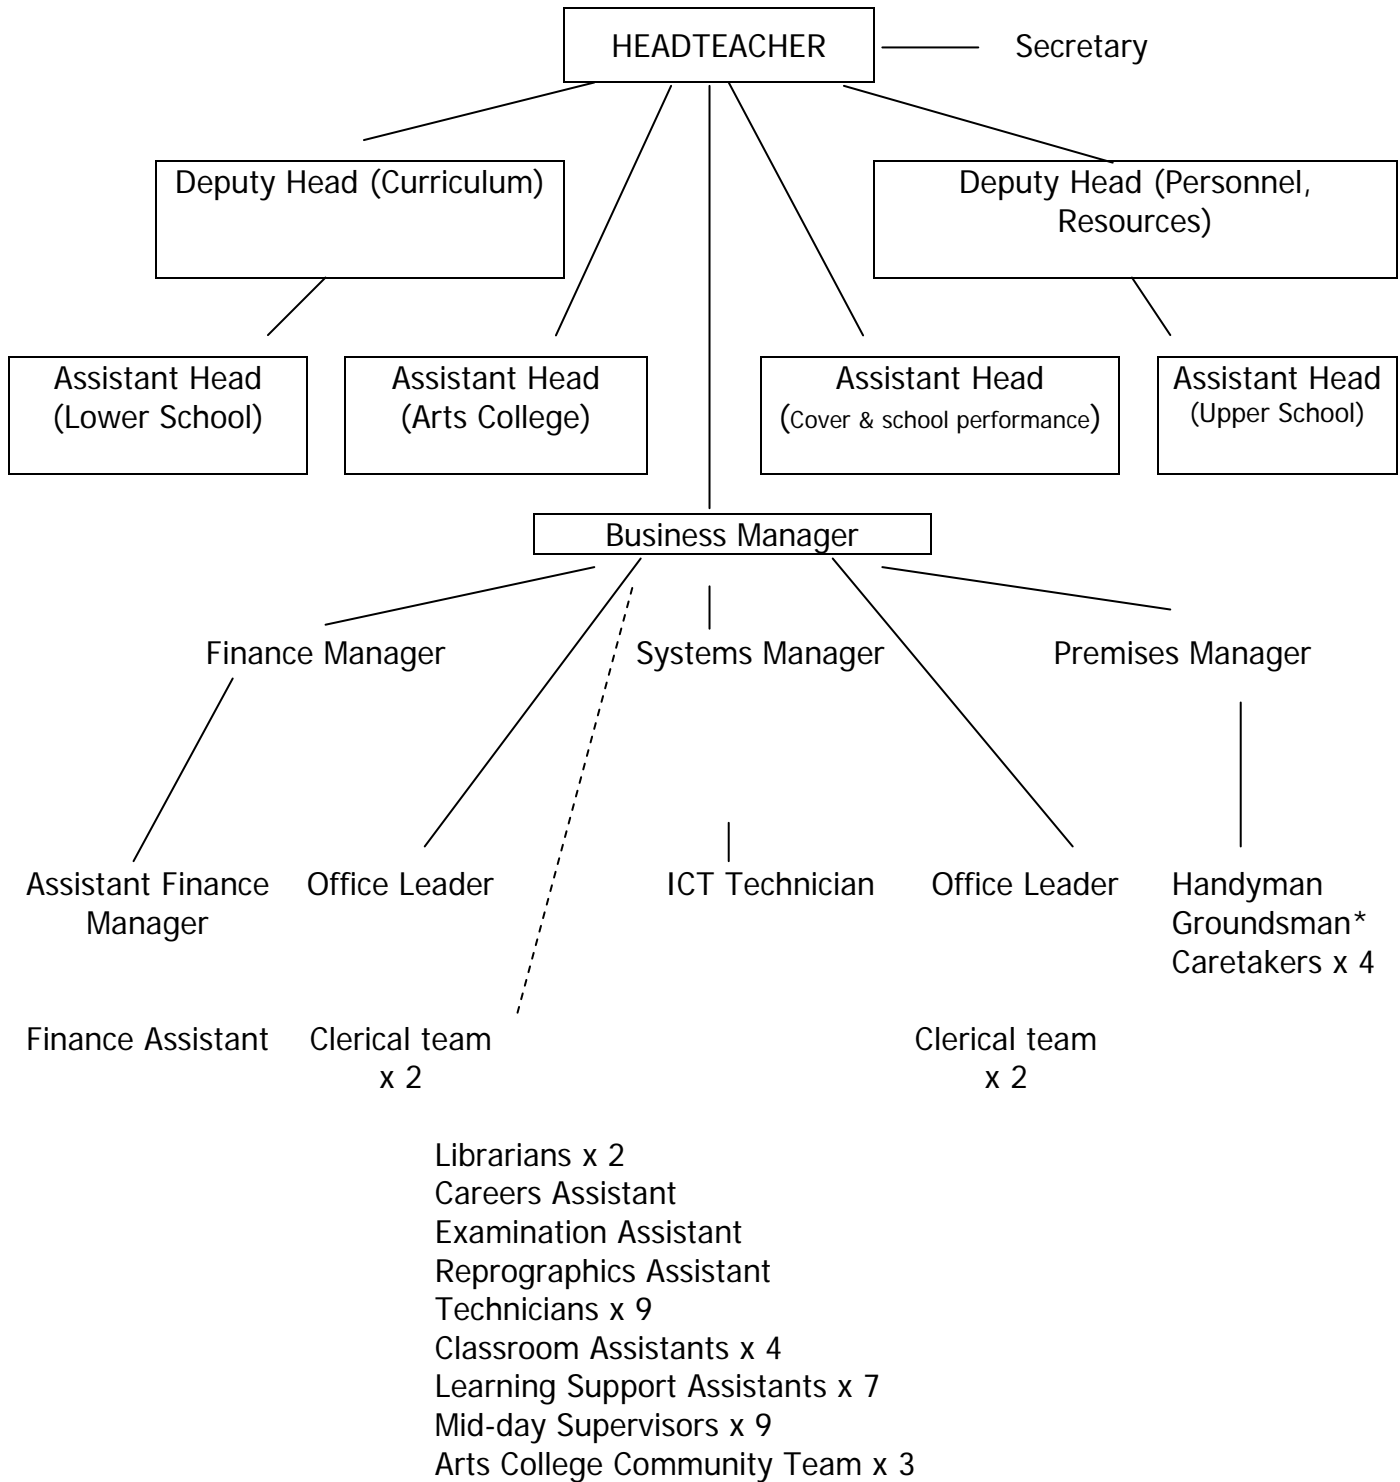 HEADTEACHER
Secretary
Deputy Head (Curriculum)
Deputy Head (Personnel,
Resources)
Assistant Head
(Lower School)
Assistant Head
(Arts College)
Assistant Head
(Cover & school performance)
Assistant Head
(Upper School)
Business Manager
Finance Manager
Systems Manager
Premises Manager
Assistant Finance
Manager
Office Leader
ICT Technician
Office Leader
Handyman
Groundsman*
Caretakers x 4
Finance Assistant
Clerical team
x 2
Clerical team
x 2
Librarians x 2
Careers Assistant
Examination Assistant
Reprographics Assistant
Technicians x 9
Classroom Assistants x 4
Learning Support Assistants x 7
Mid-day Supervisors x 9
Arts College Community Team x 3